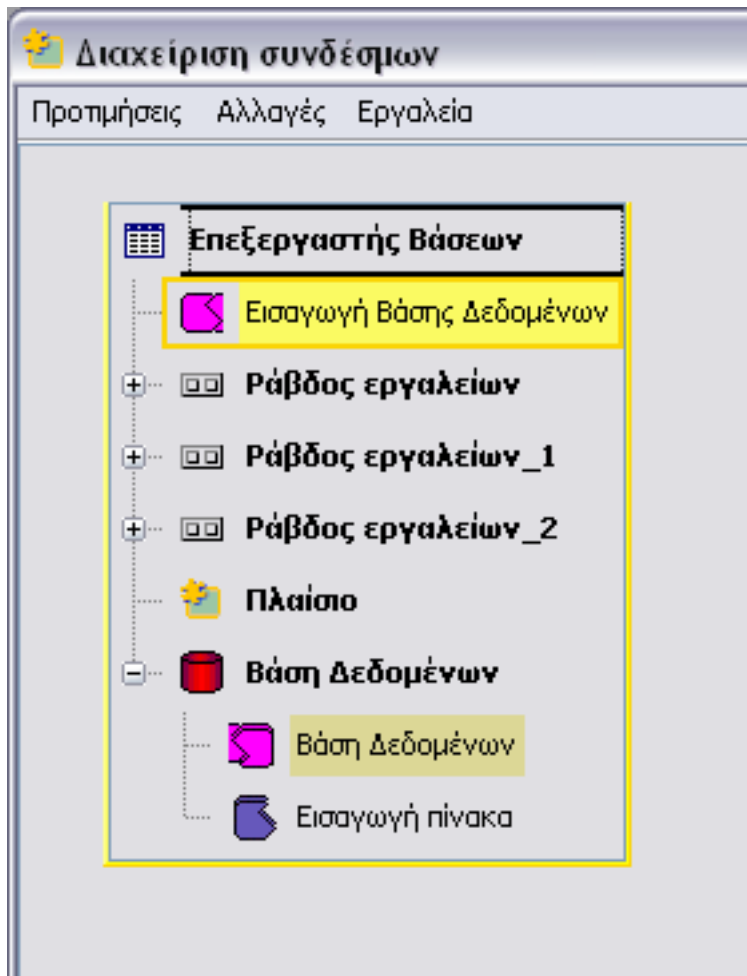 Διαχείριση συνδέσμων
Προτιμήσεις Αλλαγές Εργαλεία
Επεξεργαστής Βάσεων
Εισαγωγή Βάσης Δεδομένων
Ράβδος εργαλείων
Ράβδος εργαλείων_1
Ράβδος εργαλείων_2
Πλαίσιο
Βάση Δεδομένων
Βάση Δεδομένων
Εισαγωγή πίνακα